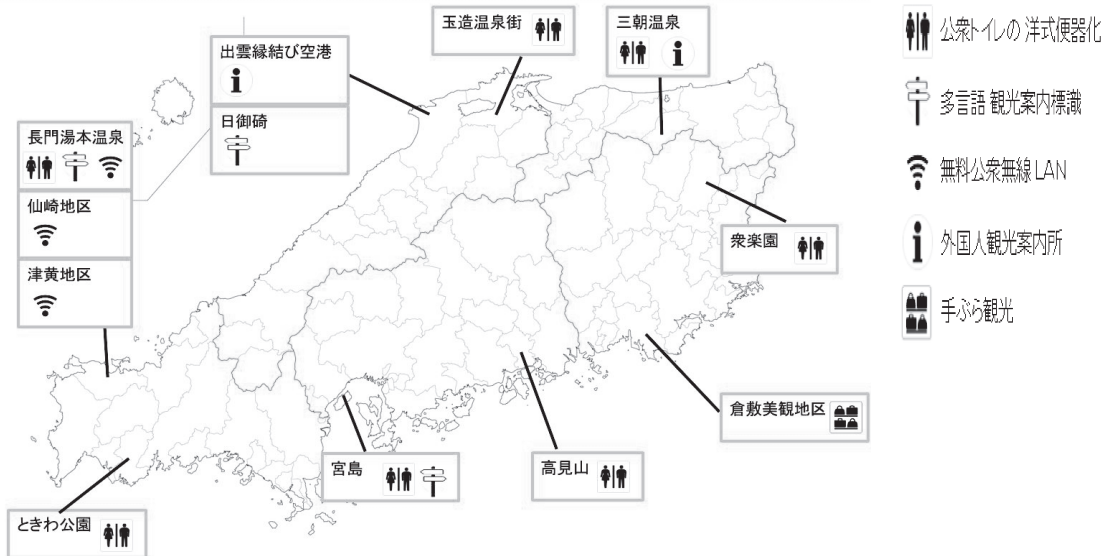 玉造温泉街
三朝温泉
出雲縁結び空港
日御碕
長門湯本温泉
仙崎地区
津黄地区
衆楽園
倉敷美観地区
高見山
宮島
ときわ公園
公衆トイレの 洋式便器化
多言語 観光案内標識
無料公衆無線 LAN
外国人観光案内所
手ぶら観光